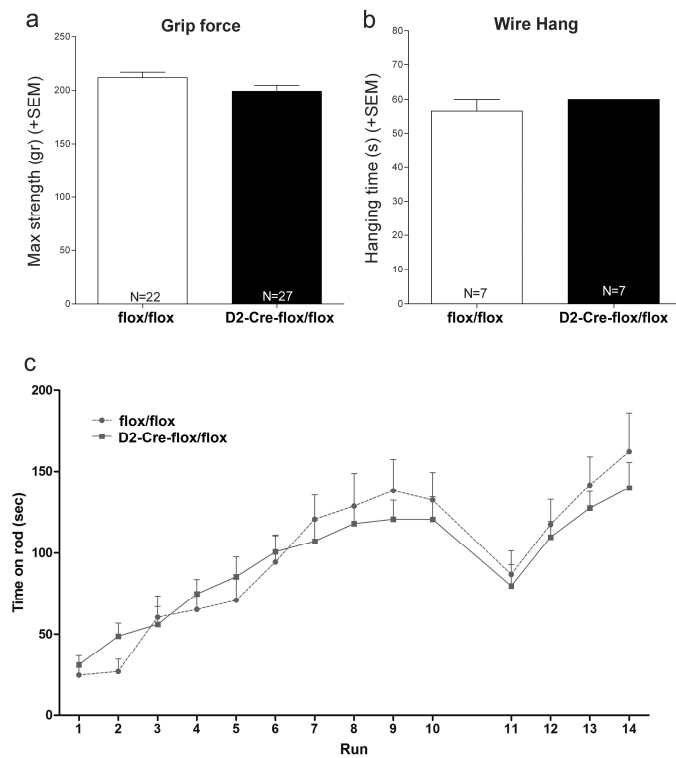 a
Grip force
Max strength (gr) (+SEM)
250
200
150
100
50
0
N=22
N=27
flox/flox
D2-Cre-flox/flox
b
Wire Hang
Hanging time (s) (+SEM)
80
70
60
50
40
30
20
10
0
N=7
N=7
flox/flox
D2-Cre-flox/flox
c
flox/flox
D2-Cre-flox/flox
Time on rod (sec)
200
150
100
50
0
1 2 3 4 5 6 7 8 9 10 11 12 13 14
Run